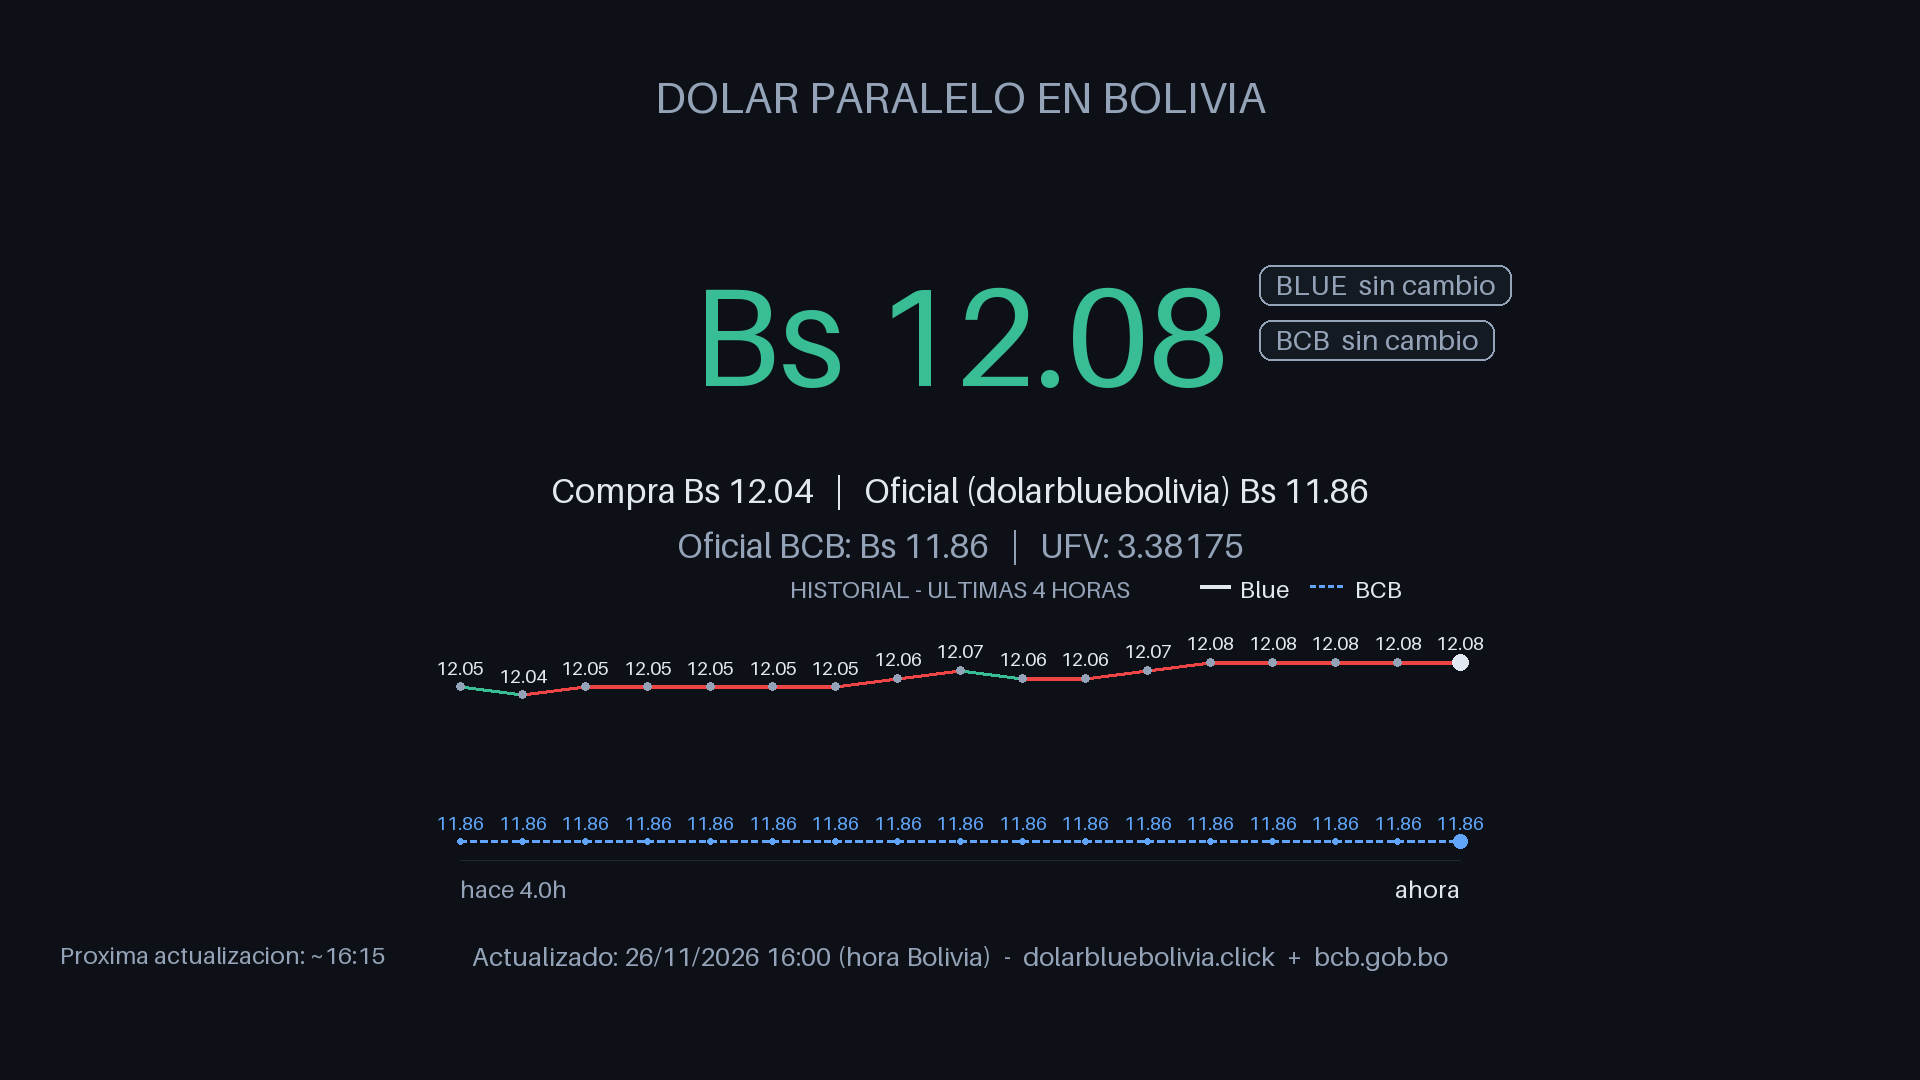 DOLAR PARALELO EN BOLIVIA
Bs 12.08
BLUE sin cambio
BCB sin cambio
Compra Bs 12.04 | Oficial (dolarbluebolivia) Bs 11.86
Oficial BCB: Bs 11.86 | UFV: 3.38175
HISTORIAL - ULTIMAS 4 HORAS
Blue
BCB
12.05 12.04 12.05 12.05 12.05 12.05 12.05 12.06 12.07 12.06 12.06 12.07 12.08 12.08 12.08 12.08 12.08
11.86 11.86 11.86 11.86 11.86 11.86 11.86 11.86 11.86 11.86 11.86 11.86 11.86 11.86 11.86 11.86 11.86
hace 4.0h
ahora
Proxima actualizacion: ~16:15
Actualizado: 26/11/2026 16:00 (hora Bolivia) - dolarbluebolivia.click + bcb.gob.bo